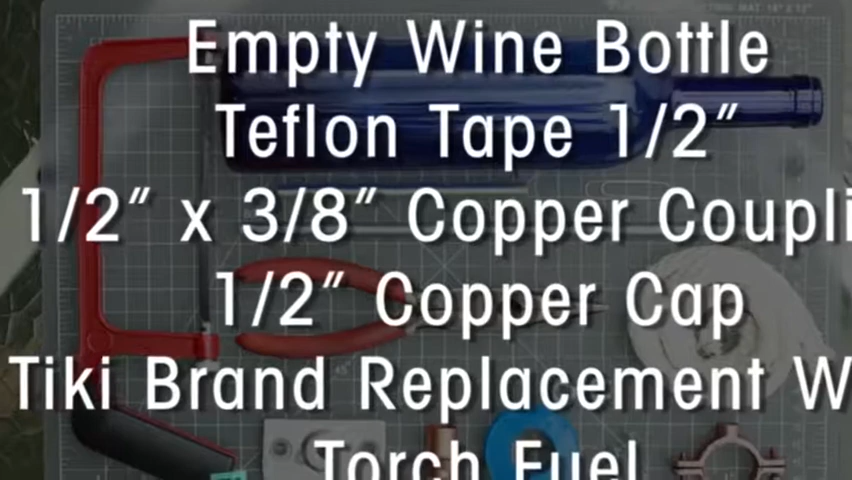 Empty Wine Bottle
Teflon Tape 1/2”
1/2” x 3/8” Copper Coupli
1/2” Copper Cap
Tiki Brand Replacement W
Torch Fuel